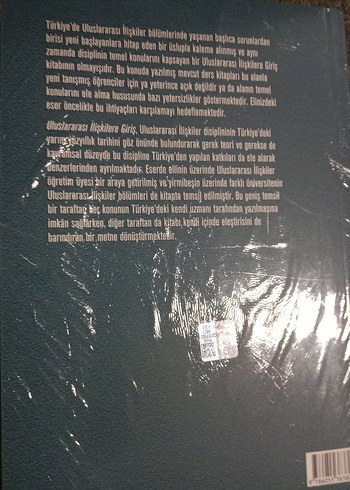 Türkiye'de Uluslararası İlişkiler bölümlerinde yaşanan başlıca sorunlardan
birisi yeni başlayanlara hitap eden bir üslupla kaleme alınmış ve aynı
zamanda disiplinin temel konularını kapsayan bir Uluslararası İlişkilere Giriş
kitabının olmayışıdır. Bu konuda yazılmış mevcut ders kitapları bu alanla
yeni tanışmış öğrenciler için ya yeterince açık değildir ya da alanın temel
konularını ele alma hususunda bazı yetersizlikler göstermektedir. Elinizdeki
eser öncelikle bu ihtiyaçları karşılamayı hedeflemektedir.
Uluslararası İlişkilere Giriş, Uluslararası İlişkiler disiplininin Türkiye'deki
yarım yüzyıllık tarihini göz önünde bulundurarak gerek teori ve gerekse de
kavramsal düzeyde bu disipline Türkiye'den yapılan katkıları da ele alarak
benzerlerinden ayrılmaktadır. Eserde ellinin üzerinde Uluslararası İlişkiler
öğretim üyesi bir araya getirilmiş ve yirmibeşin üzerinde farklı üniversitenin
Uluslararası İlişkiler bölümleri de kitapta temsil edilmiştir. Bu geniş temsil
bir taraftan her konunun Türkiye'deki kendi uzmanı tarafından yazılmasına
imkân sağlarken, diğer taraftan da kitabı kendi içinde eleştirisini de
barındıran bir metne dönüştürmektedir.